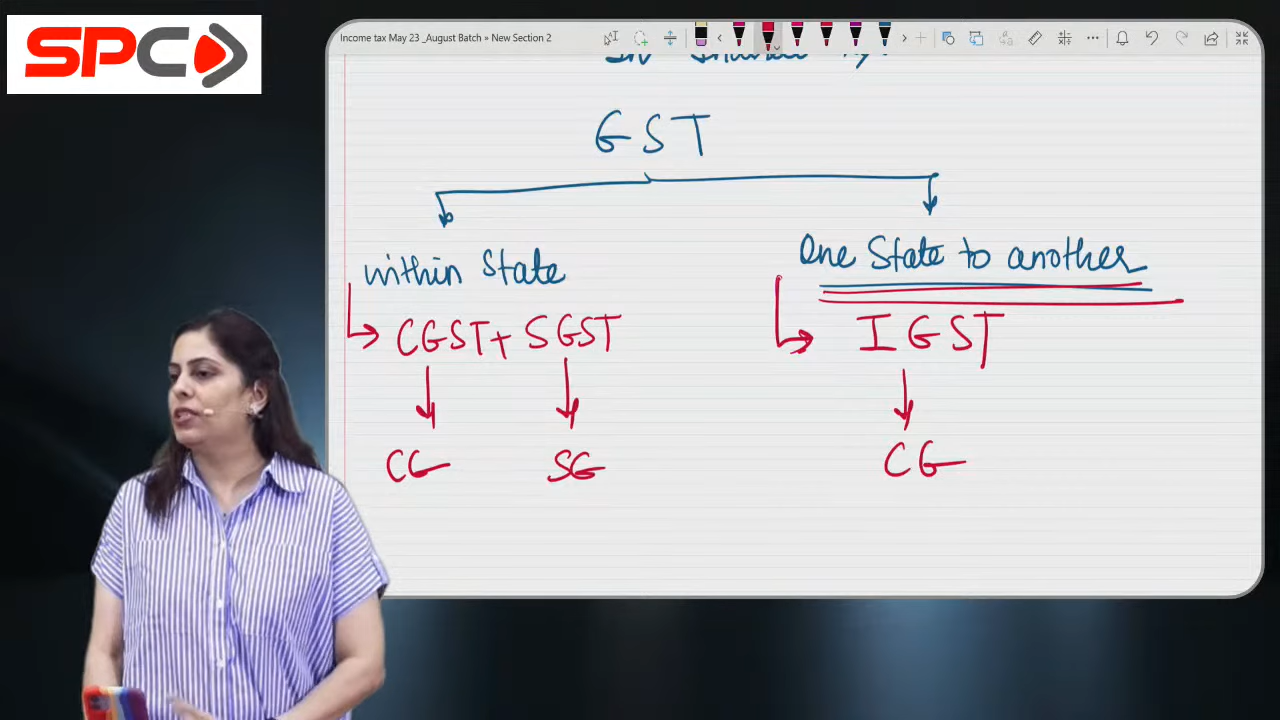 SPC
Income tax May 23 _August Batch » New Section 2
GST
within State
One State to another
CGST+ SGST
IGST
CG
SG
CG